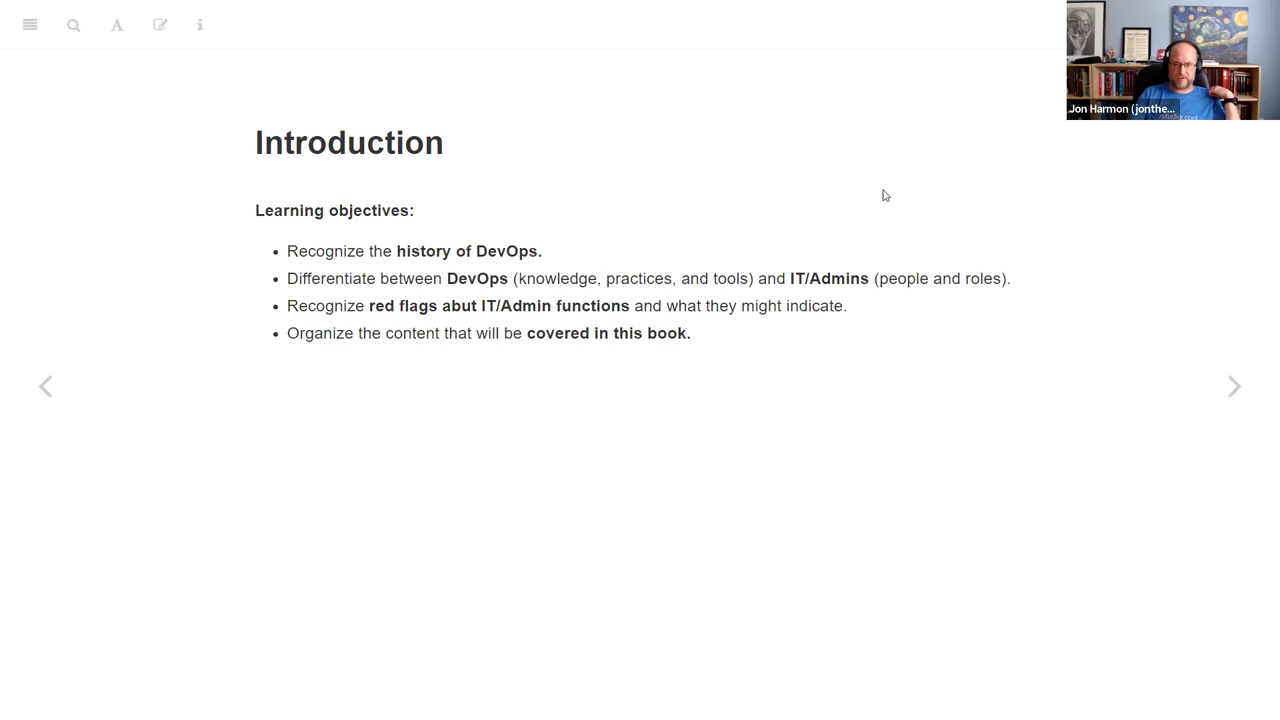 Jon Harmon (jonthe...
Introduction
Learning objectives:
• Recognize the history of DevOps.
• Differentiate between DevOps (knowledge, practices, and tools) and IT/Admins (people and roles).
• Recognize red flags abut IT/Admin functions and what they might indicate.
• Organize the content that will be covered in this book.